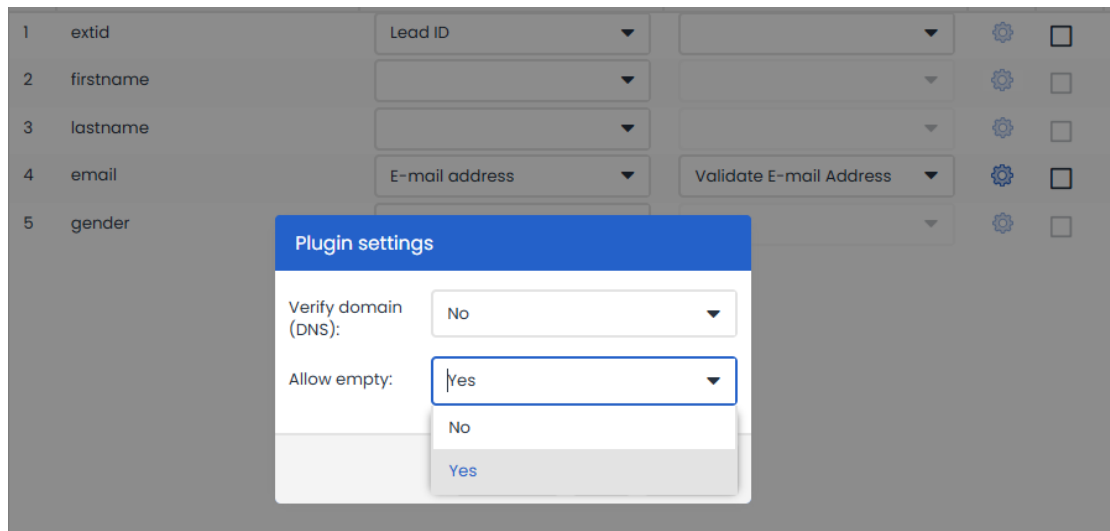 1 extid Lead ID
2 firstname
3 lastname
4 email E-mail address Validate E-mail Address
5 gender
Plugin settings
Verify domain
(DNS):
No
Allow empty:
Yes
No
Yes